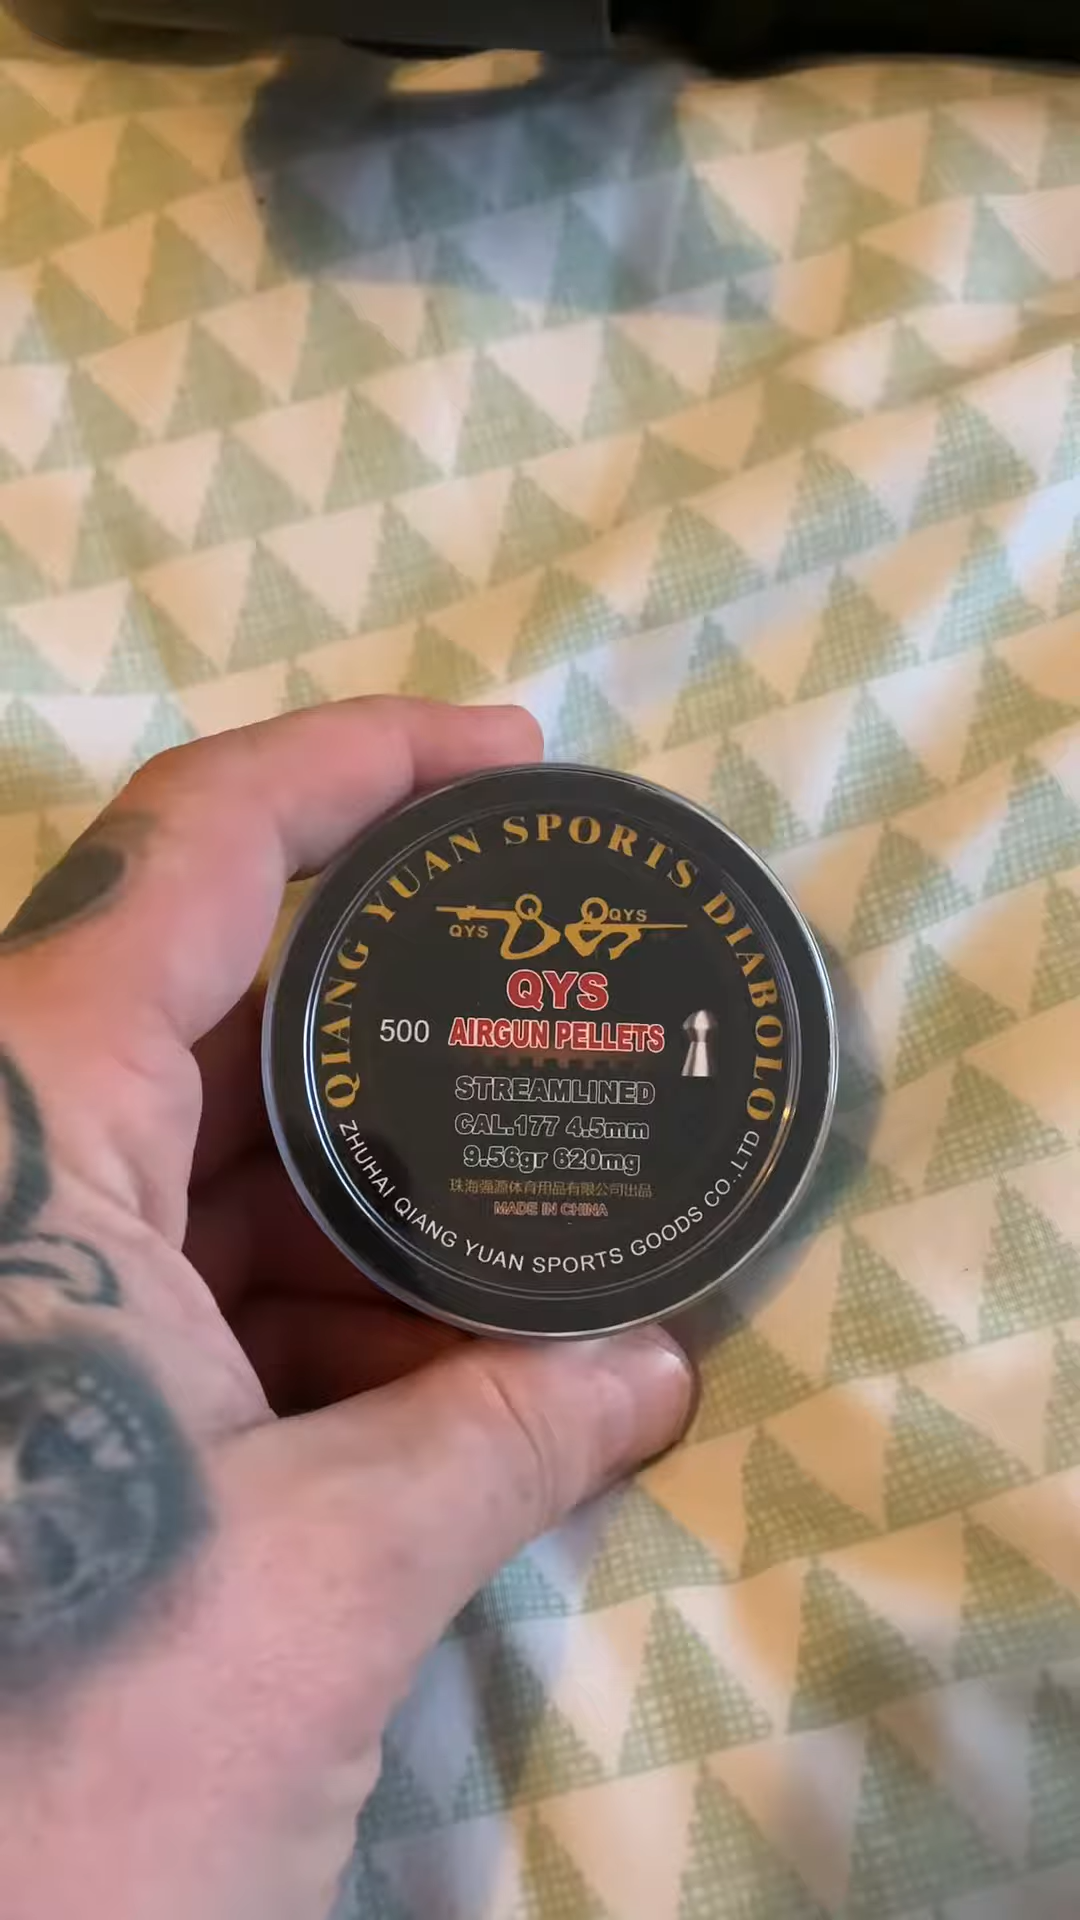 QIANG YUAN SPORTS DIABOLO
QYS
QYS
QYS
500
AIRGUN PELLETS
STREAMLINED
CAL.177 4.5mm
9.56gr 620mg
珠海强源体育用品有限公司出品
MADE IN CHINA
ZHUHAI QIANG YUAN SPORTS GOODS CO.,LTD